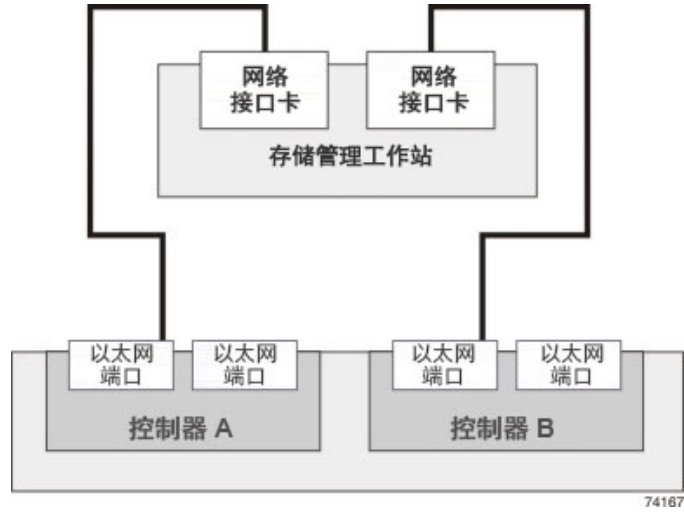 网络
接口卡
网络
接口卡
存储管理工作站
以太网
端口
以太网
端口
以太网
端口
以太网
端口
控制器 A
控制器 B
74167